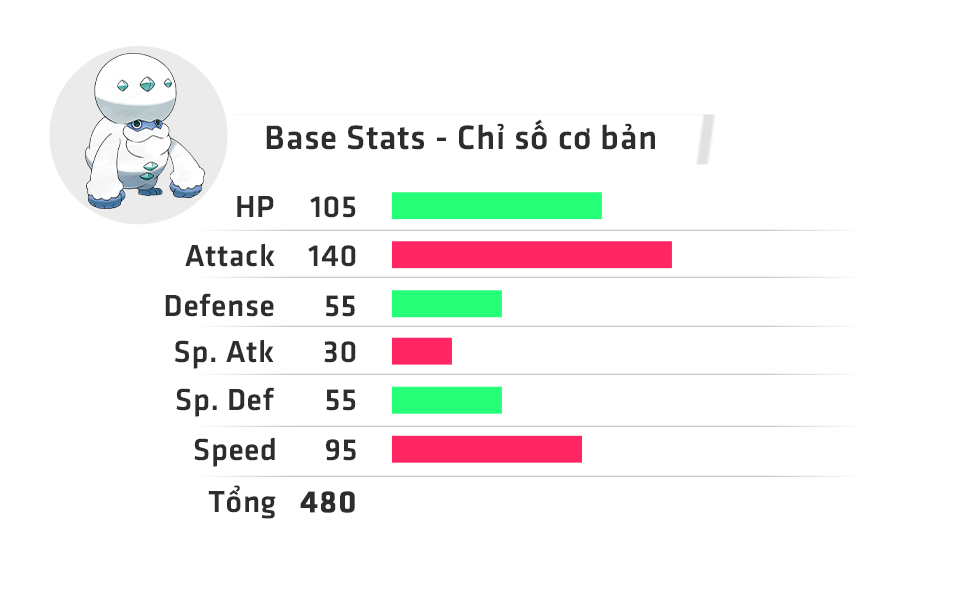 Base Stats - Chỉ số cơ bản
HP 105
Attack 140
Defense 55
Sp. Atk 30
Sp. Def 55
Speed 95
Tổng 480